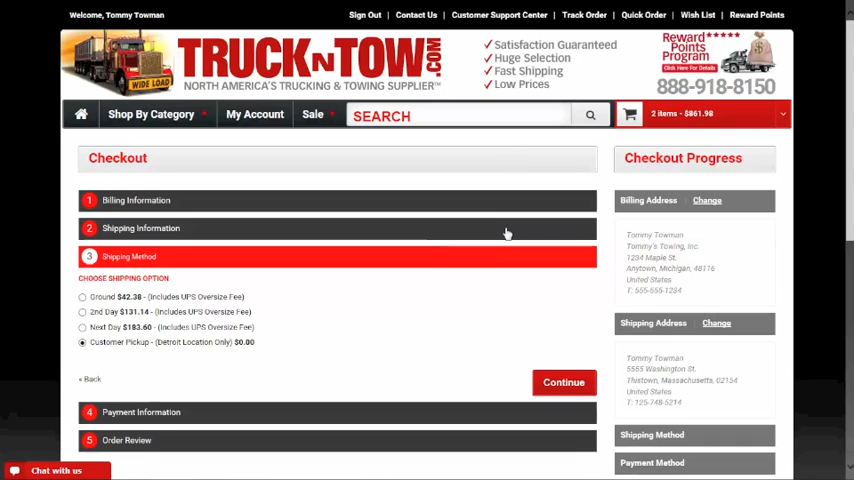 Welcome, Tommy Towman
Sign Out
Contact Us
Customer Support Center
Track Order
Quick Order
Wish List
Reward Points
WIDE LOAD
TRUCKNTOW.COM
NORTH AMERICA'S TRUCKING & TOWING SUPPLIER™
Satisfaction Guaranteed
Huge Selection
Fast Shipping
Low Prices
Reward
Points
Program
Click Here For Details
888-918-8150
Shop By Category
My Account
Sale
SEARCH
2 items - $861.98
Checkout
1 Billing Information
2 Shipping Information
3 Shipping Method
CHOOSE SHIPPING OPTION
Ground $42.38 - (Includes UPS Oversize Fee)
2nd Day $131.14 - (Includes UPS Oversize Fee)
Next Day $183.60 - (Includes UPS Oversize Fee)
Customer Pickup - (Detroit Location Only) $0.00
« Back
Continue
4 Payment Information
5 Order Review
Checkout Progress
Billing Address | Change
Tommy Towman
Tommy's Towing, Inc.
1234 Maple St.
Anytown, Michigan, 48116
United States
T: 555-555-1234
Shipping Address | Change
Tommy Towman
5555 Washington St.
Thistown, Massachusetts, 02154
United States
T: 125-748-5214
Shipping Method
Payment Method
Chat with us